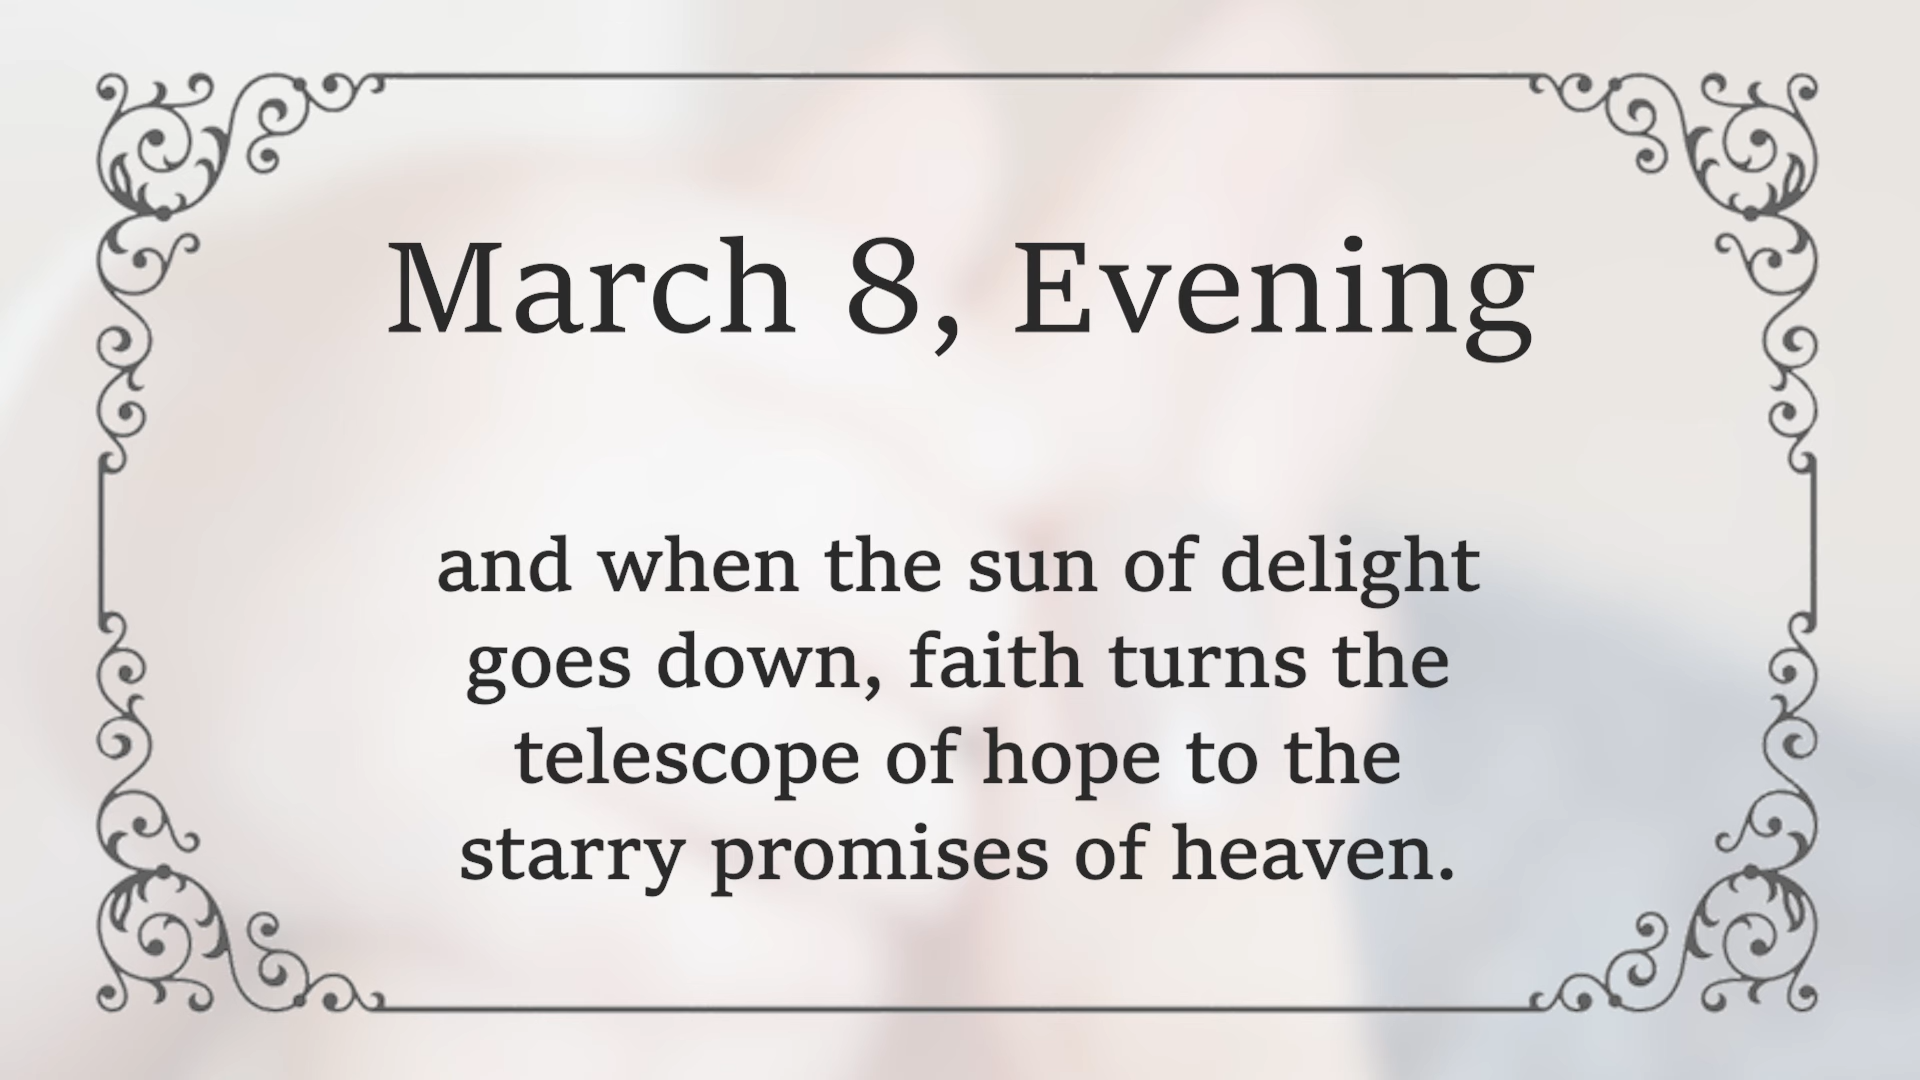 March 8, Evening
and when the sun of delight
goes down, faith turns the
telescope of hope to the
starry promises of heaven.